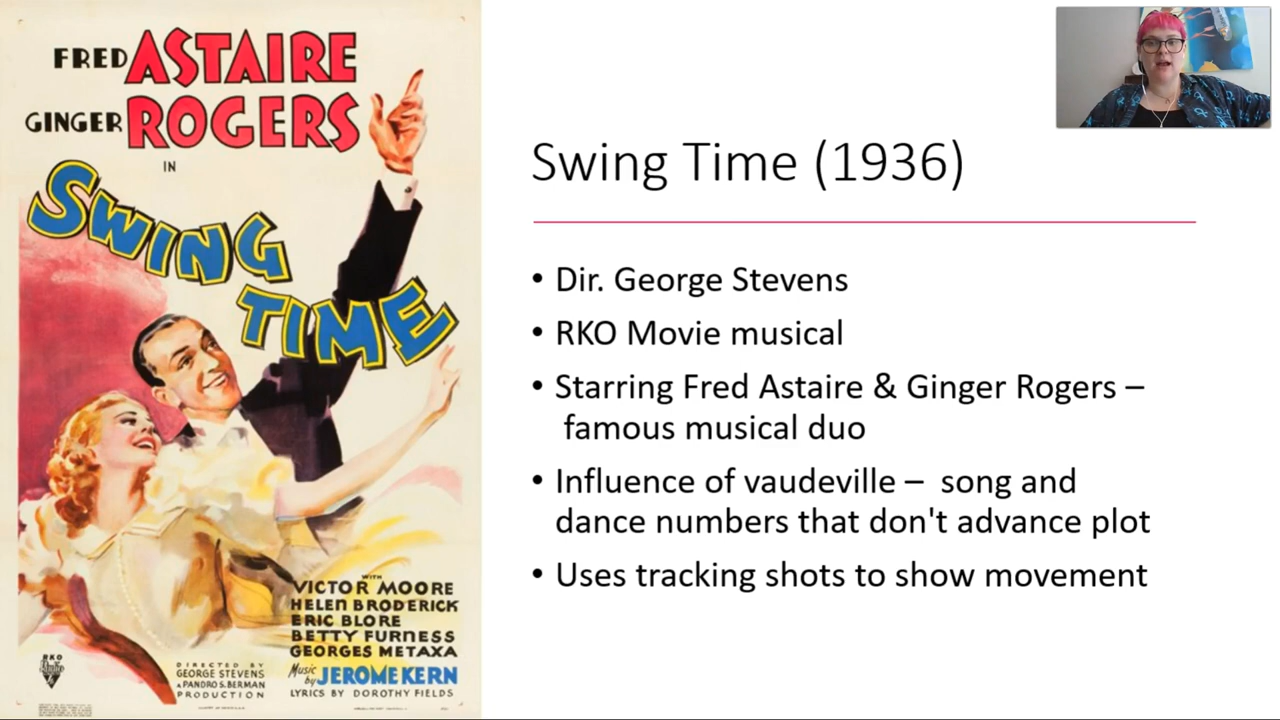 FRED ASTAIRE
GINGER ROGERS
IN
SWING
TIME
WITH
VICTOR MOORE
HELEN BRODERICK
ERIC BLORE
BETTY FURNESS
GEORGES METAXA
Music by JEROME KERN
LYRICS BY DOROTHY FIELDS
DIRECTED BY
GEORGE STEVENS
A PANDRO S. BERMAN
PRODUCTION
RKO
Radio
Swing Time (1936)
• Dir. George Stevens
• RKO Movie musical
• Starring Fred Astaire & Ginger Rogers –
famous musical duo
• Influence of vaudeville – song and
dance numbers that don't advance plot
• Uses tracking shots to show movement